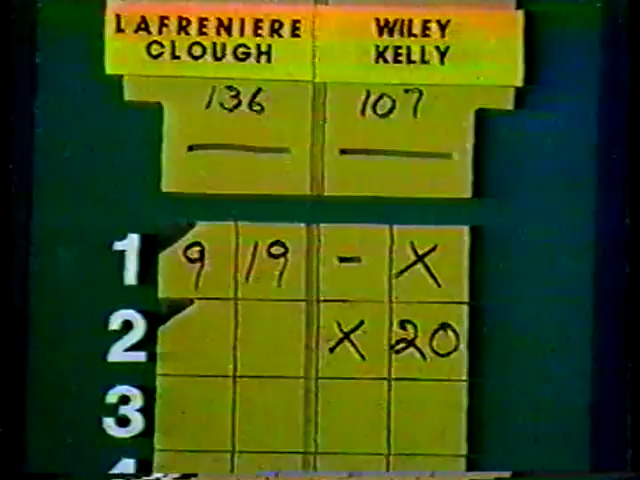 LAFRENIERE CLOUGH
WILEY KELLY
136 107
1 9 19 - X
2 X 20
3